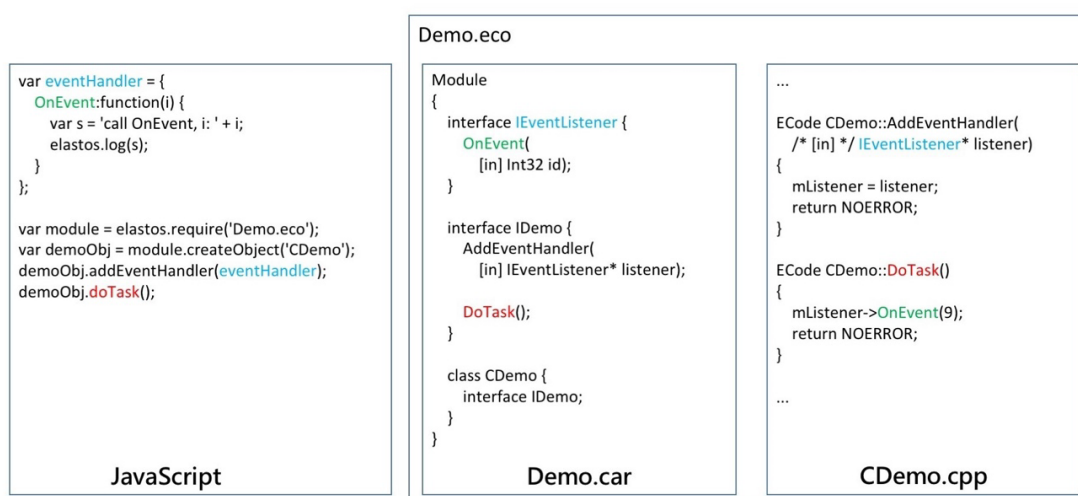 Demo.eco
var eventHandler = {
OnEvent:function(i) {
var s = 'call OnEvent, i: ' + i;
elastos.log(s);
}
};
var module = elastos.require('Demo.eco');
var demoObj = module.createObject('CDemo');
demoObj.addEventHandler(eventHandler);
demoObj.doTask();
JavaScript
Module
{
interface IEventListener {
OnEvent(
[in] Int32 id);
}
interface IDemo {
AddEventHandler(
[in] IEventListener* listener);
DoTask();
}
class CDemo {
interface IDemo;
}
}
Demo.car
...
ECode CDemo::AddEventHandler(
/* [in] */ IEventListener* listener)
{
mListener = listener;
return NOERROR;
}
ECode CDemo::DoTask()
{
mListener->OnEvent(9);
return NOERROR;
}
...
CDemo.cpp